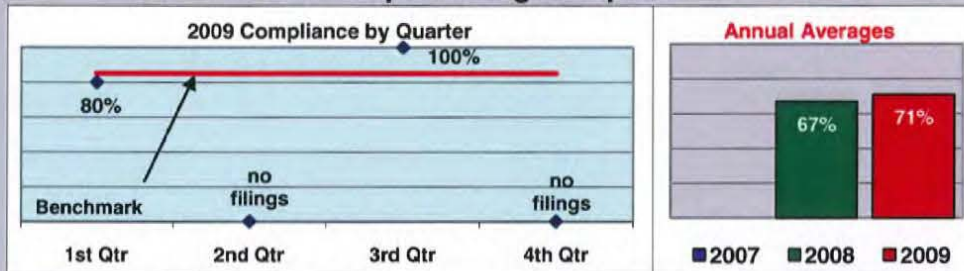 2009 Compliance by Quarter
100%
80%
no
filings
no
filings
Benchmark
1st Qtr 2nd Qtr 3rd Qtr 4th Qtr
Annual Averages
67%
71%
2007 2008 2009